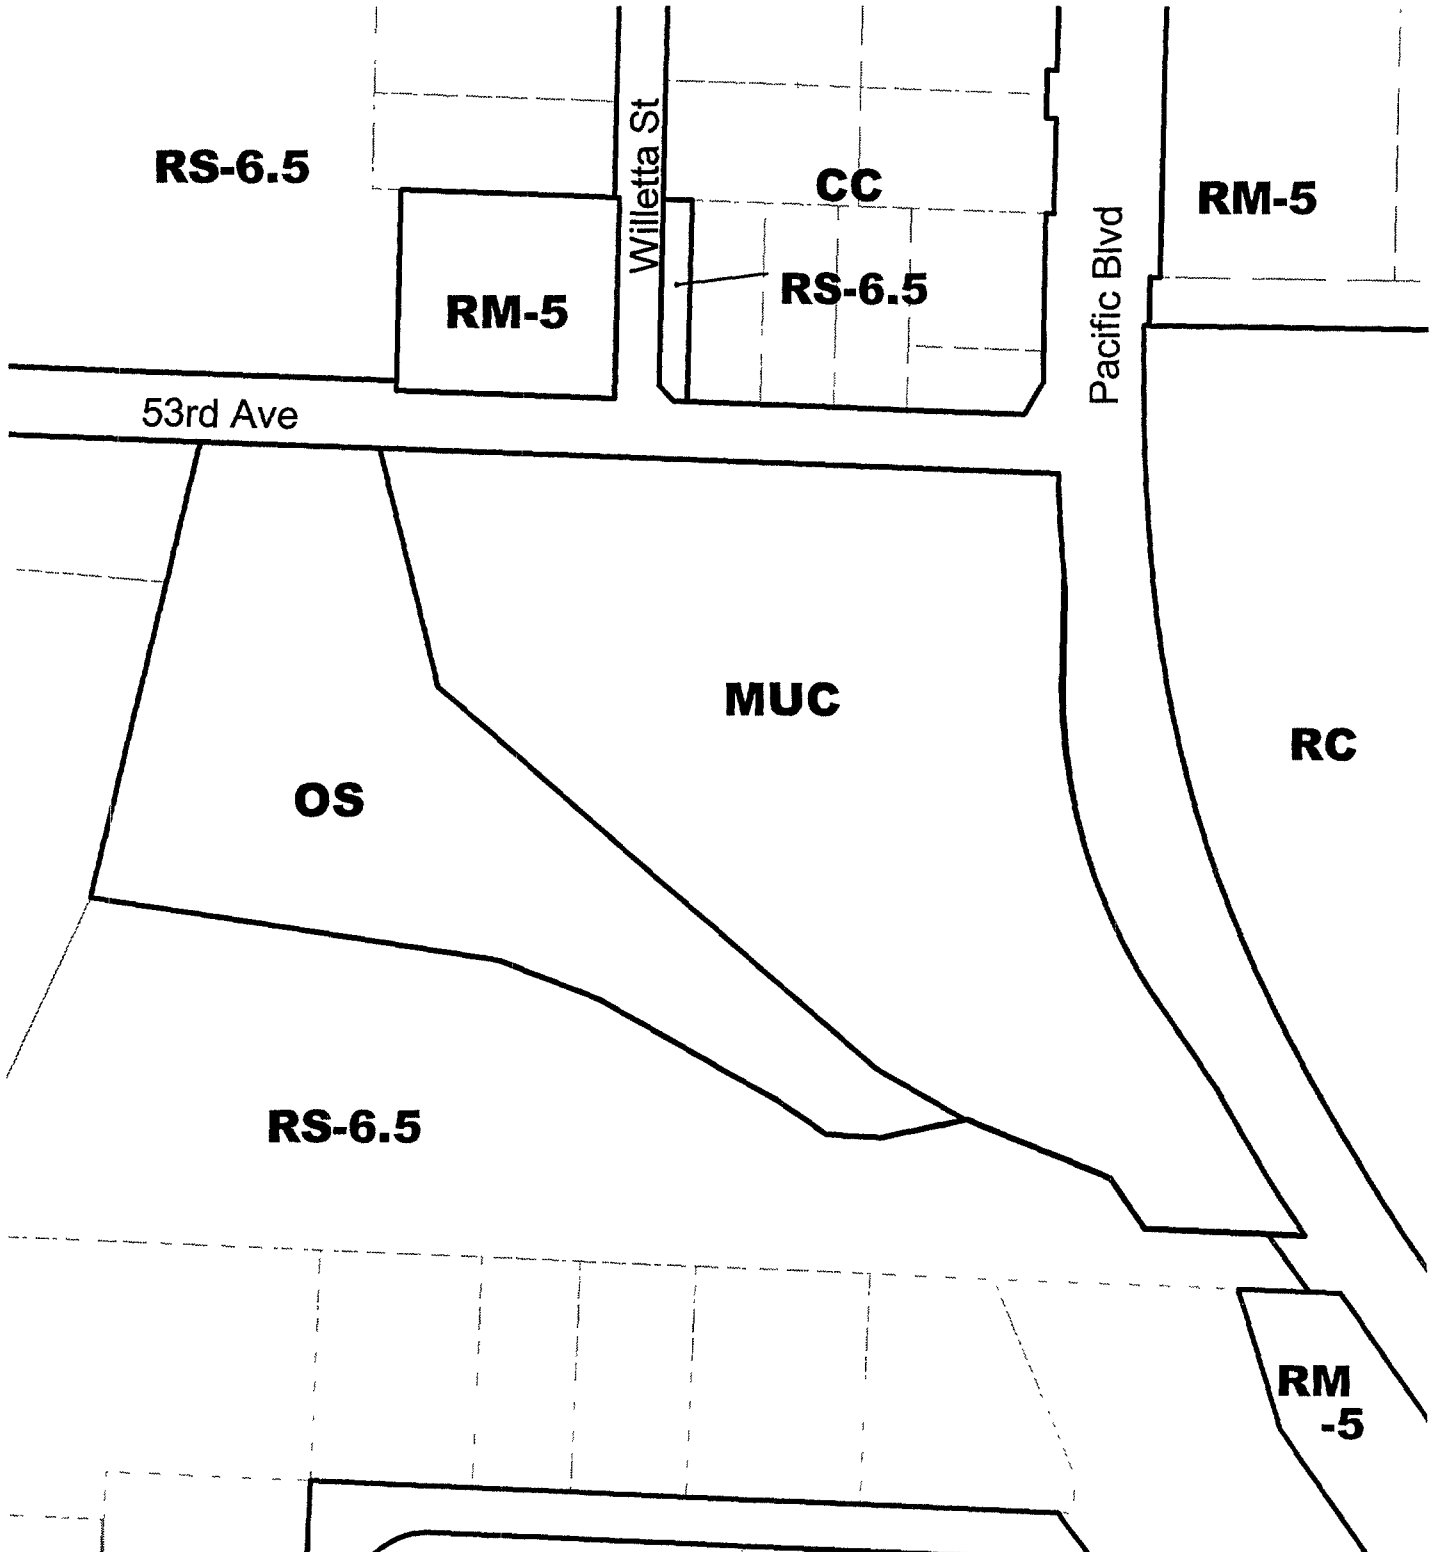 RS-6.5
Willetta St
CC
RM-5
Pacific Blvd
RS-6.5
RM-5
53rd Ave
MUC
RC
OS
RS-6.5
RM
-5